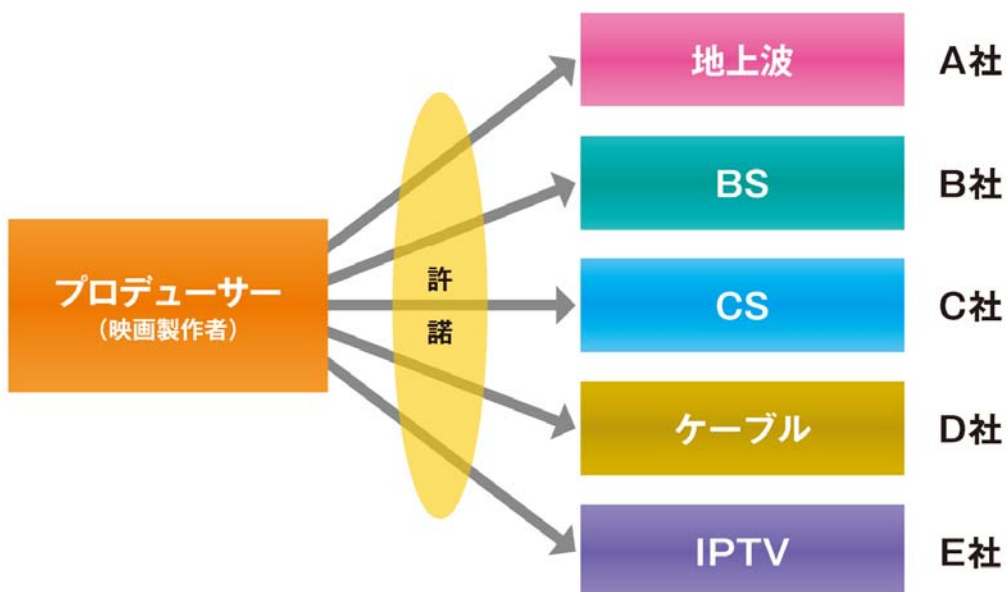 プロデューサー
（映画製作者）
許
諾
地上波
A社
BS
B社
CS
C社
ケーブル
D社
IPTV
E社